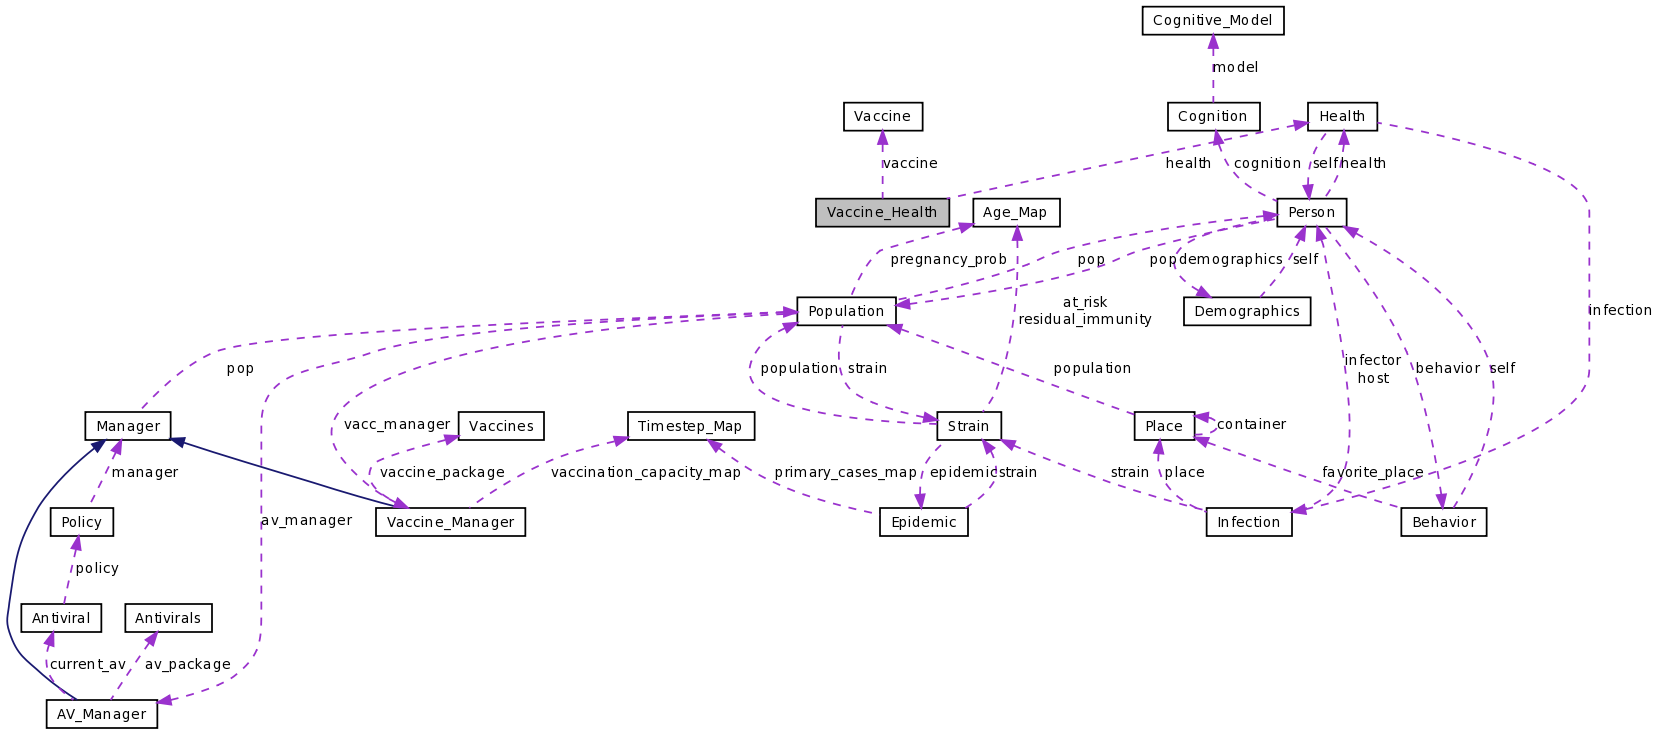 Cognitive_Model
model
Vaccine
Cognition
Health
vaccine
health
cognition
self
health
Vaccine_Health
Age_Map
Person
pregnancy_prob
pop
pop
demographics
self
at_risk
residual_immunity
infection
Population
Demographics
pop
population
strain
population
infector
host
behavior
self
Manager
vacc_manager
Vaccines
Timestep_Map
Strain
Place
container
manager
vaccine_package
vaccination_capacity_map
primary_cases_map
epidemic
strain
strain
place
favorite_place
Policy
av_manager
Vaccine_Manager
Epidemic
Infection
Behavior
policy
Antiviral
Antivirals
current_av
av_package
AV_Manager